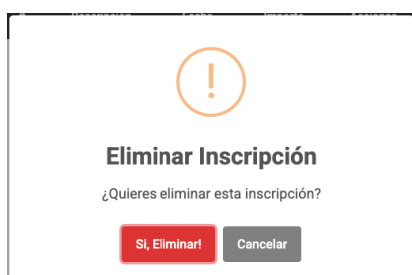 !
Eliminar Inscripción
¿Quieres eliminar esta inscripción?
Si, Eliminar!
Cancelar